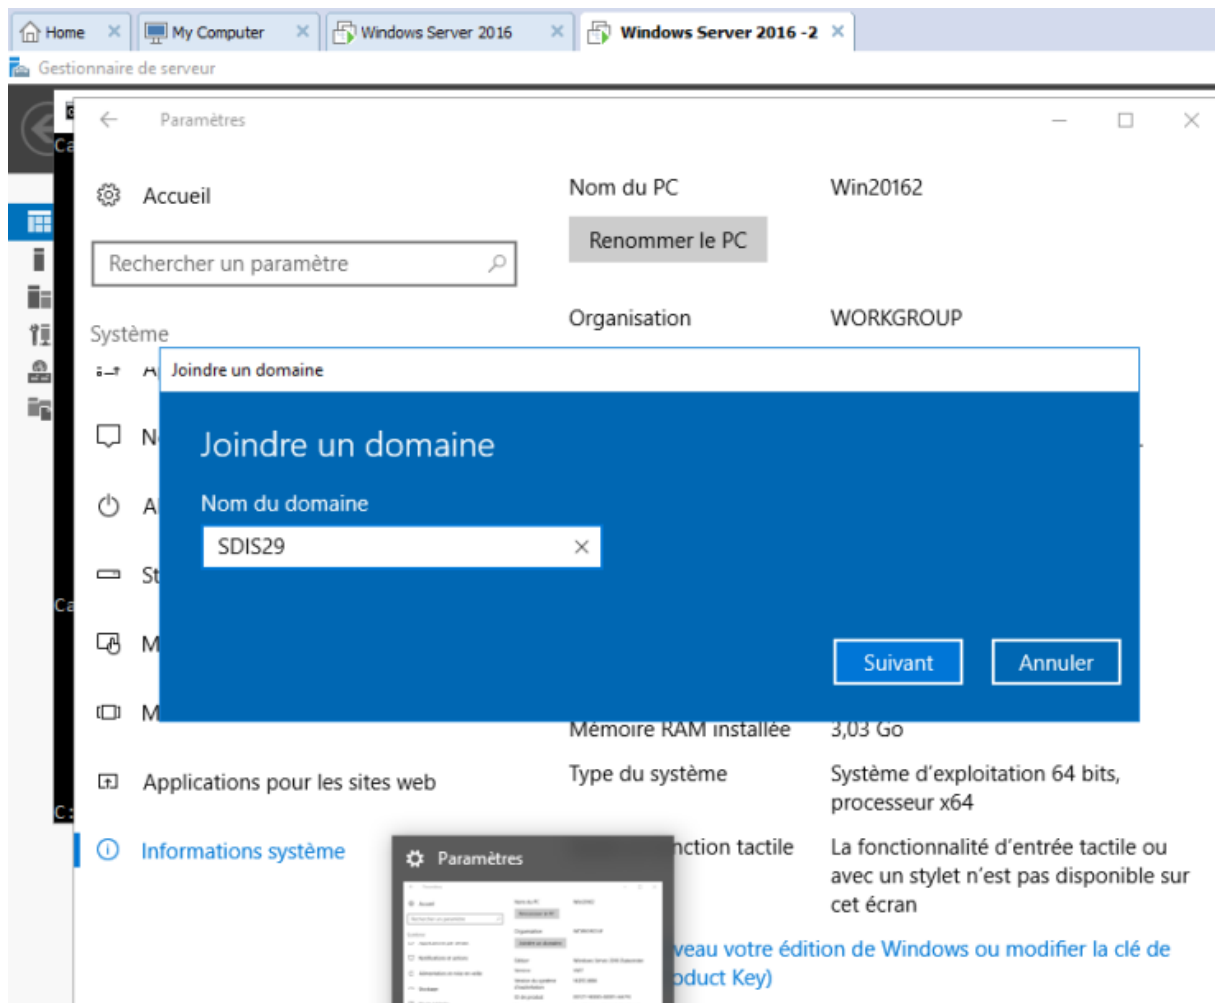 Home
My Computer
Windows Server 2016
Windows Server 2016 -2
Gestionnaire de serveur
Paramètres
Ca
Accueil
Nom du PC
Win20162
Renommer le PC
Rechercher un paramètre
Organisation
WORKGROUP
Système
Joindre un domaine
Joindre un domaine
Nom du domaine
SDIS29
Suivant
Annuler
Ca
Mémoire RAM installée
3,03 Go
Type du système
Système d'exploitation 64 bits,
processeur x64
Applications pour les sites web
C:
Informations système
Paramètres
nction tactile
La fonctionnalité d'entrée tactile ou
avec un stylet n'est pas disponible sur
cet écran
veau votre édition de Windows ou modifier la clé de
oduct Key)